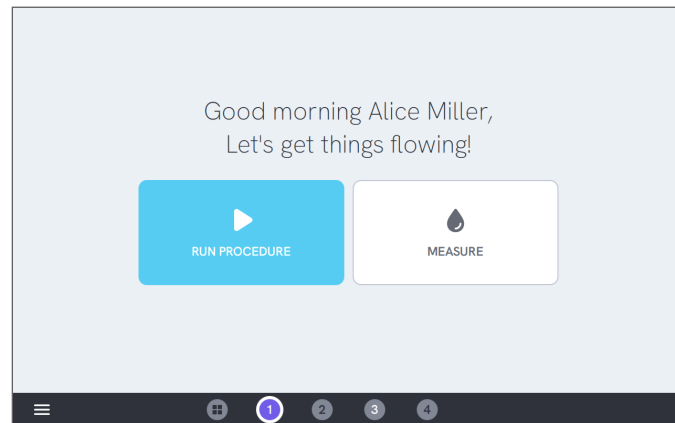 Good morning Alice Miller,
Let's get things flowing!
RUN PROCEDURE
MEASURE
1
2
3
4